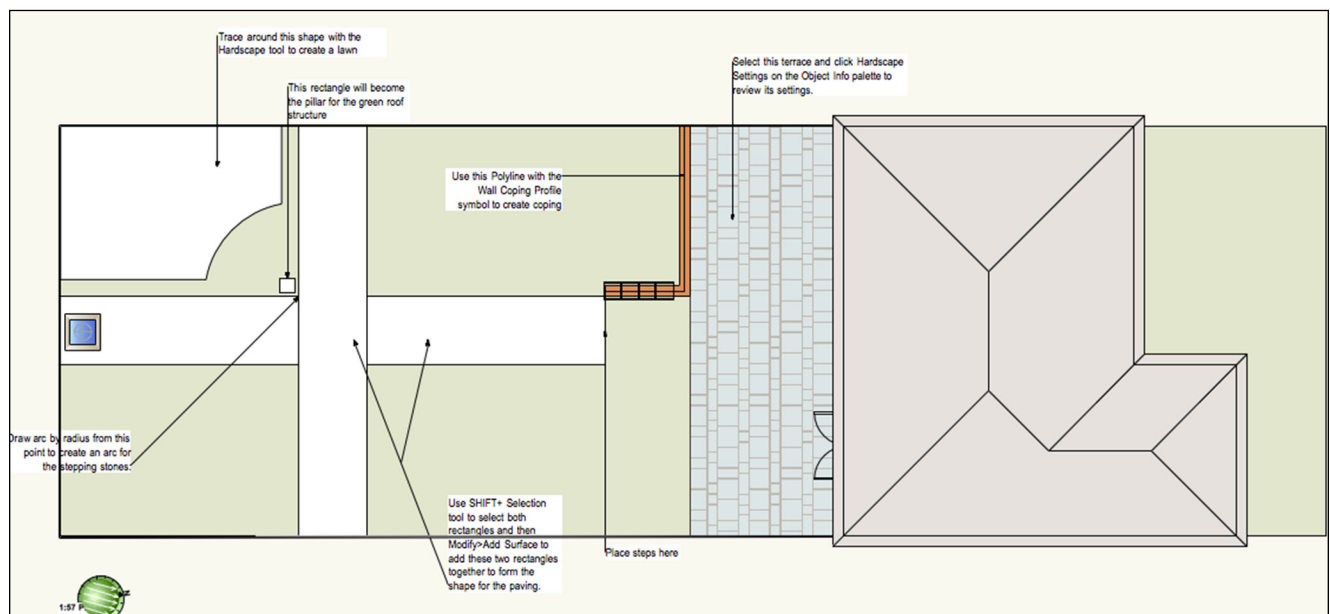 Trace around this shape with the
Hardscape tool to create a lawn
This rectangle will become
the pillar for the green roof
structure
Select this terrace and click Hardscape
Settings on the Object Info palette to
review its settings.
Use this Polyline with the
Wall Coping Profile
symbol to create coping
Draw arc by radius from this
point to create an arc for
the stepping stones.
Use SHIFT+ Selection
tool to select both
rectangles and then
Modify>Add Surface to
add these two rectangles
together to form the
shape for the paving.
Place steps here
1:57 P
N